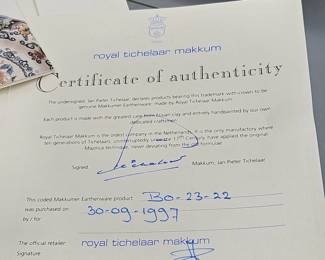 royal tichelaar makkum
Certificate of authenticity
The undersigned, Jan Pieter Tichelaar, declares products bearing this trademark with crown to be
genuine Makkumer Earthenware, made by Royal Tichelaar Makkum.
Each product is made with the greatest care from Frisian clay and entirely handpainted by our own
dedicated craftsmen.
Royal Tichelaar Makkum is the oldest company in the Netherlands. It is the only manufactory where
ten generations of Tichelaars uninterruptedly since 17th Century have applied the original
Majolica technique, never deviating from the old formulae.
Signed
Makkum, Jan Pieter Tichelaar
This coded Makkumer Earthenware product BO-23-22
was purchased on 30-09-1997
by / for
The official retailer: royal tichelaar makkum
Signature